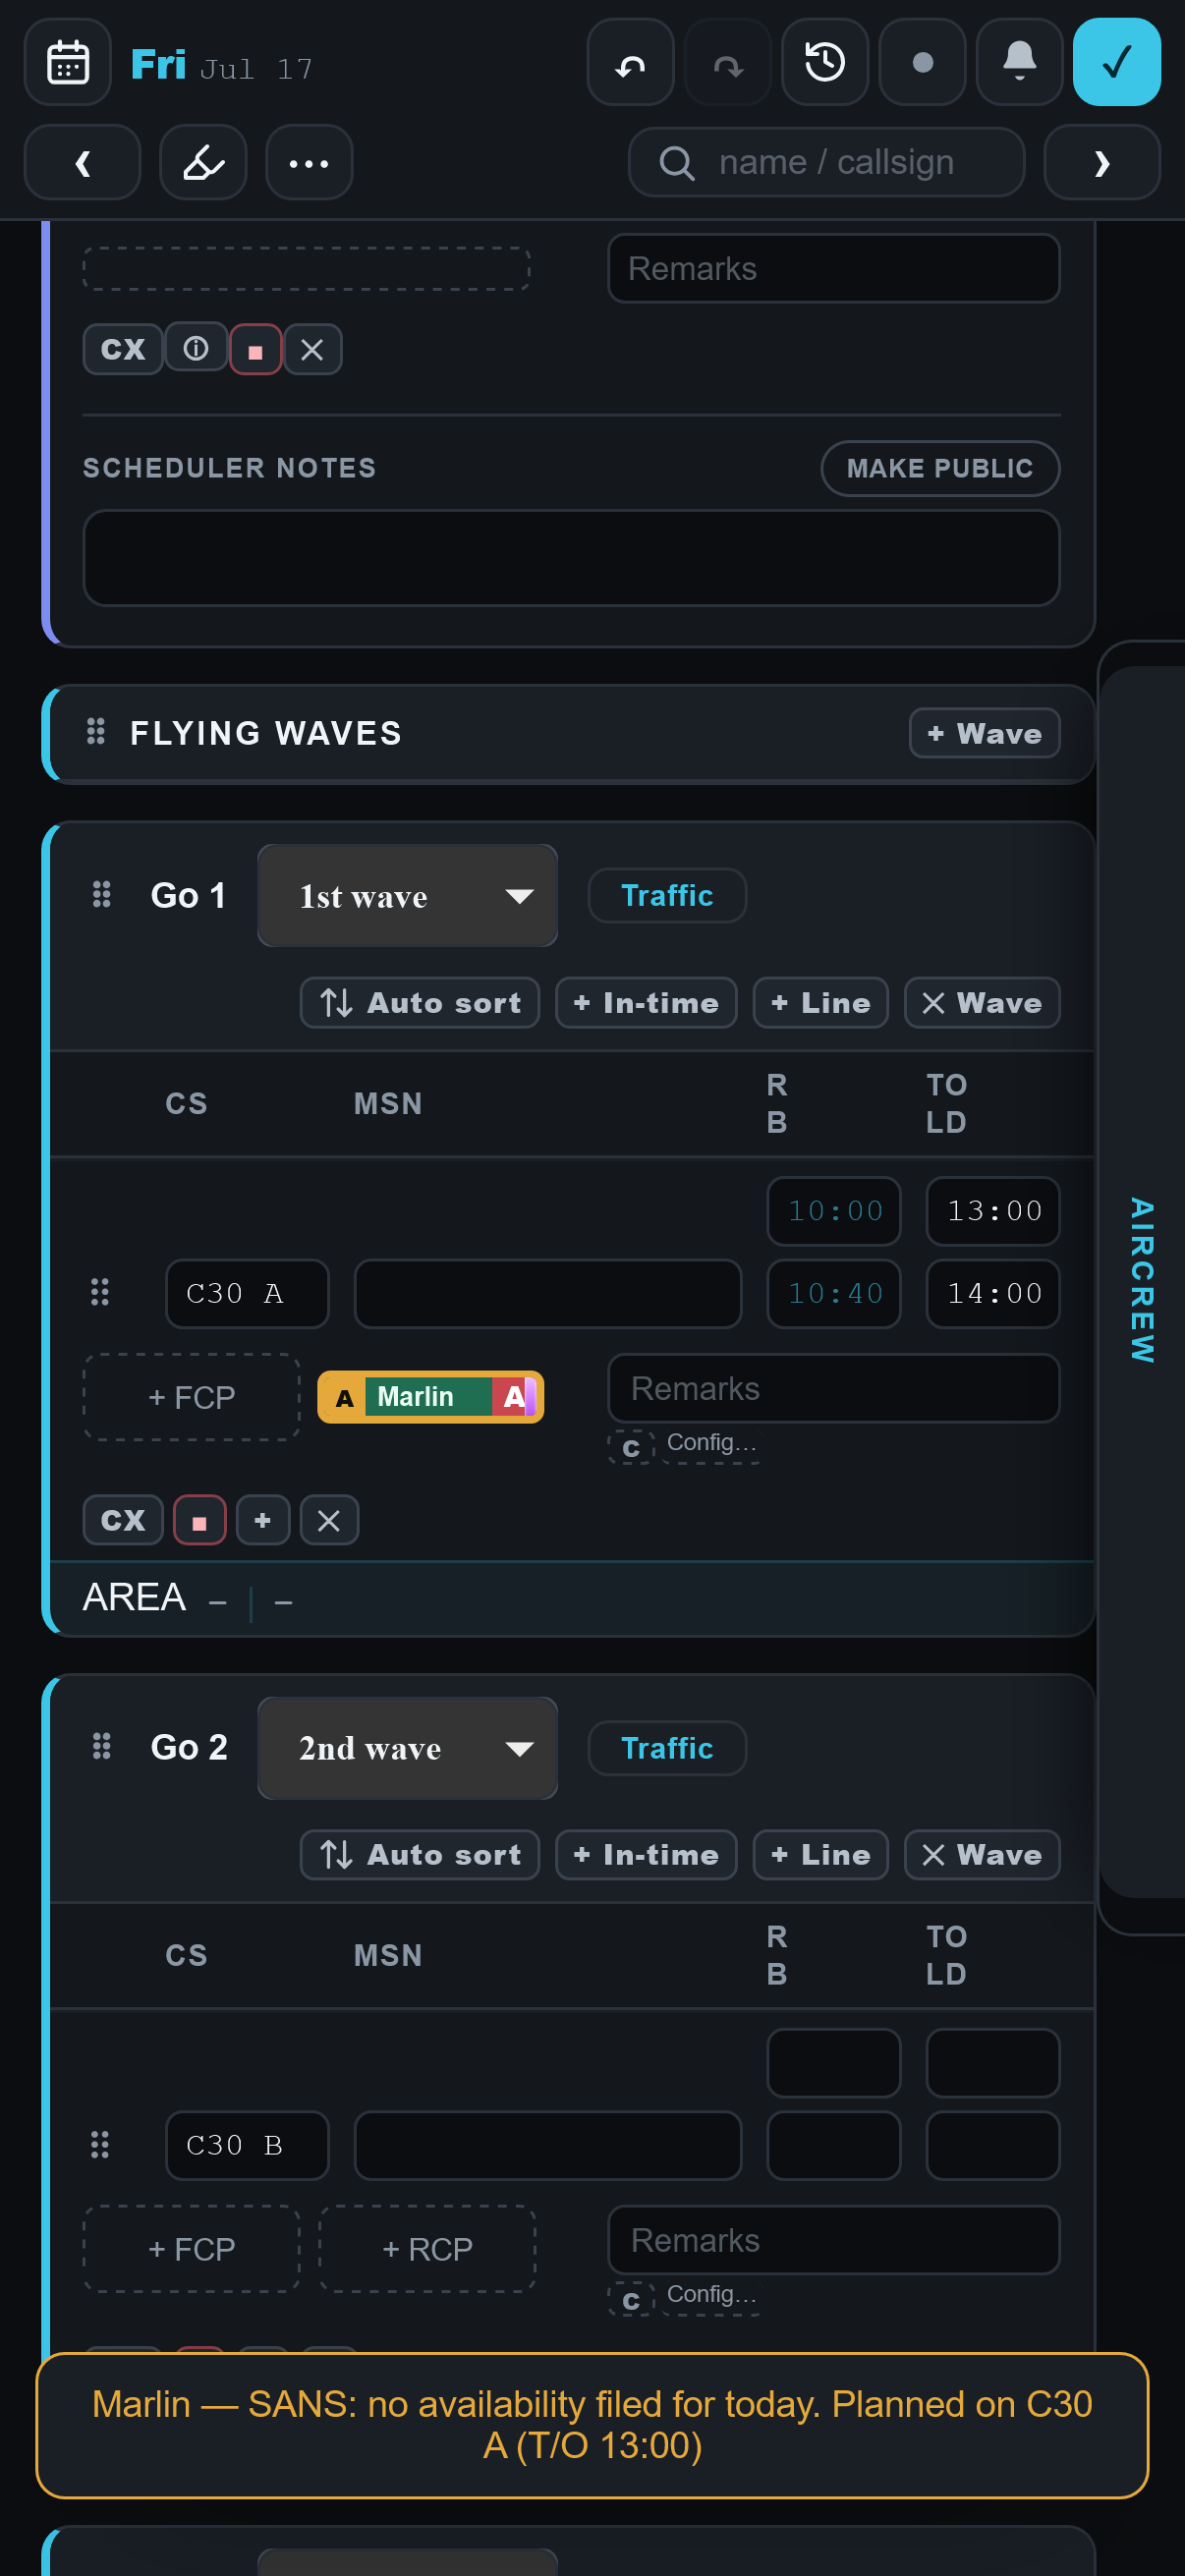 Fri Jul 17
name / callsign
Remarks
CX
SCHEDULER NOTES
MAKE PUBLIC
FLYING WAVES
+ Wave
Go 1
1st wave
Traffic
Auto sort
+ In-time
+ Line
× Wave
CS
MSN
R
B
TO
LD
10:00
13:00
C30 A
10:40
14:00
+ FCP
A Marlin A
Remarks
C Config...
CX
+
AREA – | –
Go 2
2nd wave
Traffic
Auto sort
+ In-time
+ Line
× Wave
CS
MSN
R
B
TO
LD
C30 B
+ FCP
+ RCP
Remarks
C Config...
Marlin — SANS: no availability filed for today. Planned on C30
A (T/O 13:00)
AIRCREW